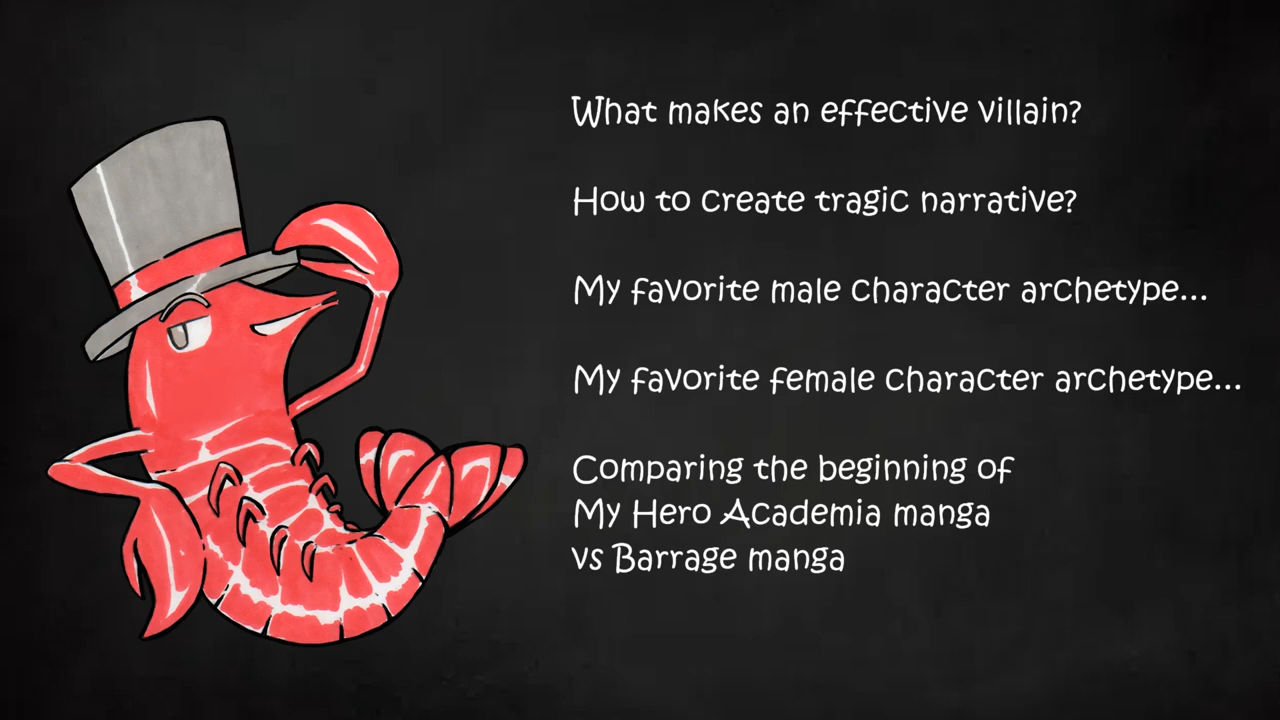 What makes an effective villain?
How to create tragic narrative?
My favorite male character archetype...
My favorite female character archetype...
Comparing the beginning of
My Hero Academia manga
vs Barrage manga